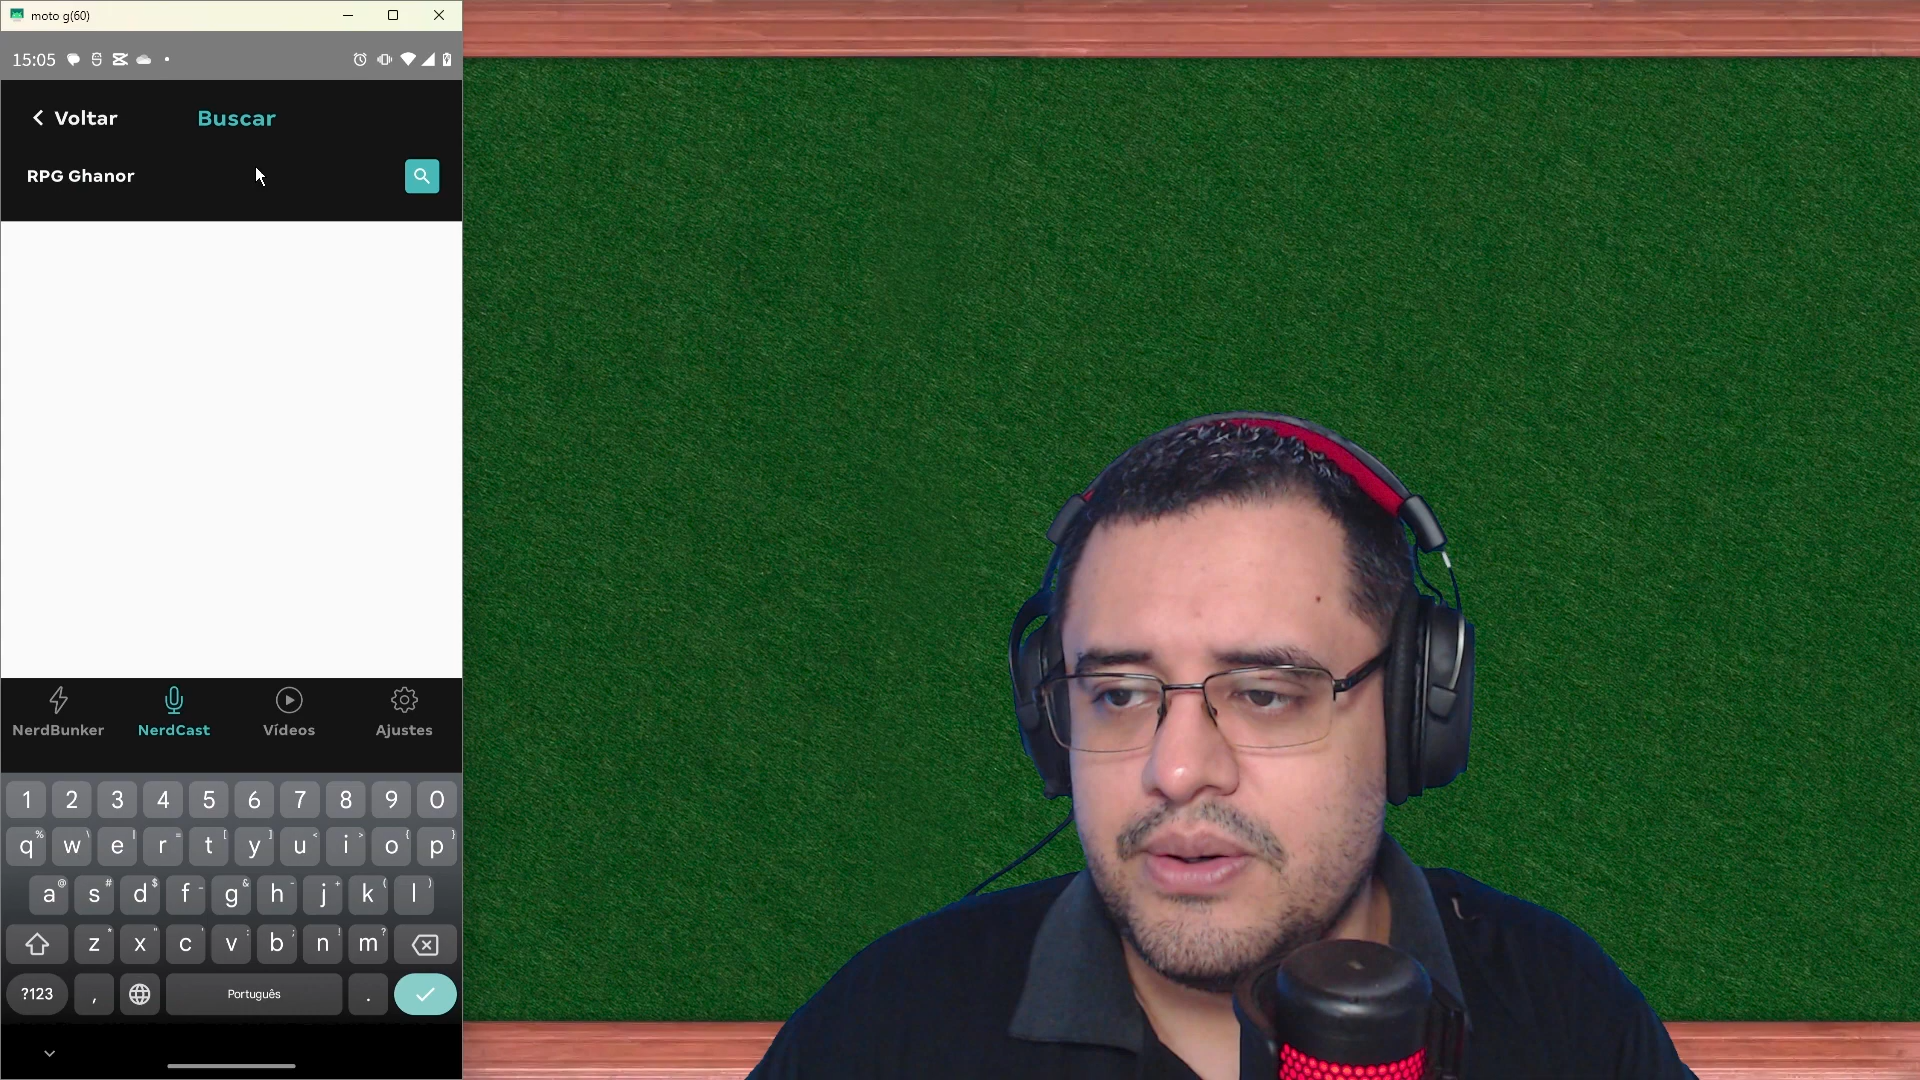 moto g(60)
15:05
Voltar
Buscar
RPG Ghanor
NerdBunker
NerdCast
Vídeos
Ajustes
1 2 3 4 5 6 7 8 9 0
q w e r t y u i o p
a s d f g h j k l
z x c v b n m
?123 , Português .